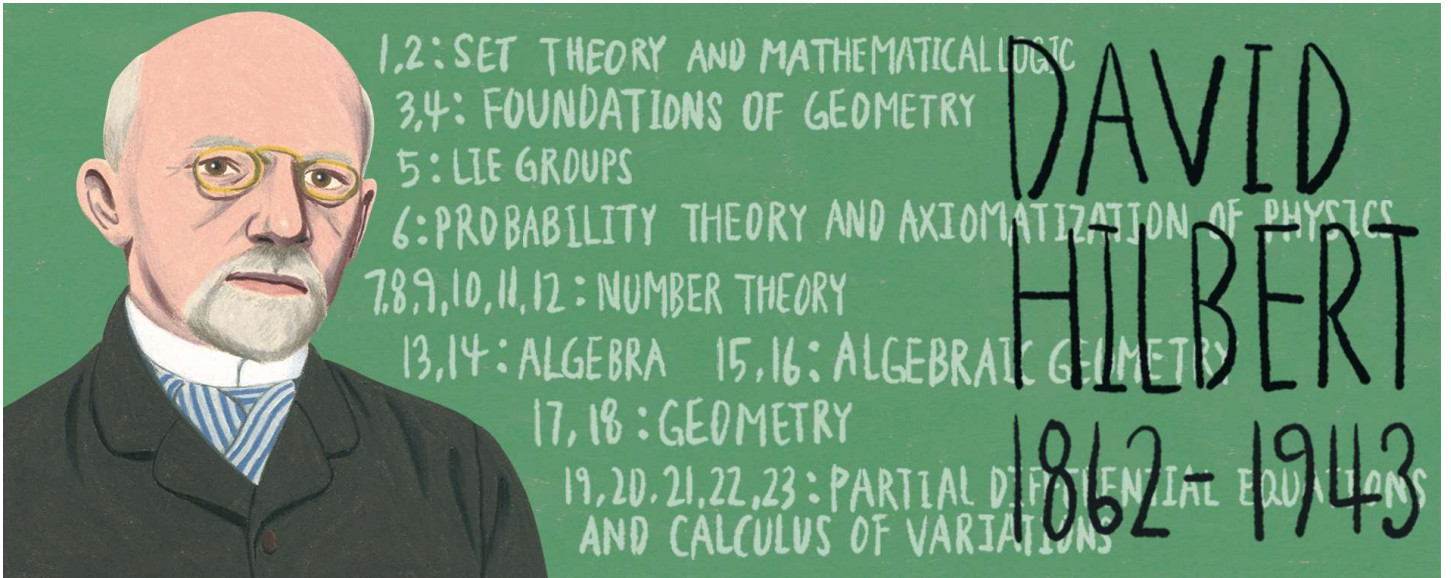 1,2: SET THEORY AND MATHEMATICAL LOGIC
3,4: FOUNDATIONS OF GEOMETRY
5: LIE GROUPS
6: PROBABILITY THEORY AND AXIOMATIZATION OF PHYSICS
7,8,9,10,11,12: NUMBER THEORY
13,14: ALGEBRA 15,16: ALGEBRAIC GEOMETRY
17, 18: GEOMETRY
19,20,21,22,23: PARTIAL DIFFERENTIAL EQUATIONS
AND CALCULUS OF VARIATIONS
DAVID
HILBERT
1862-1943